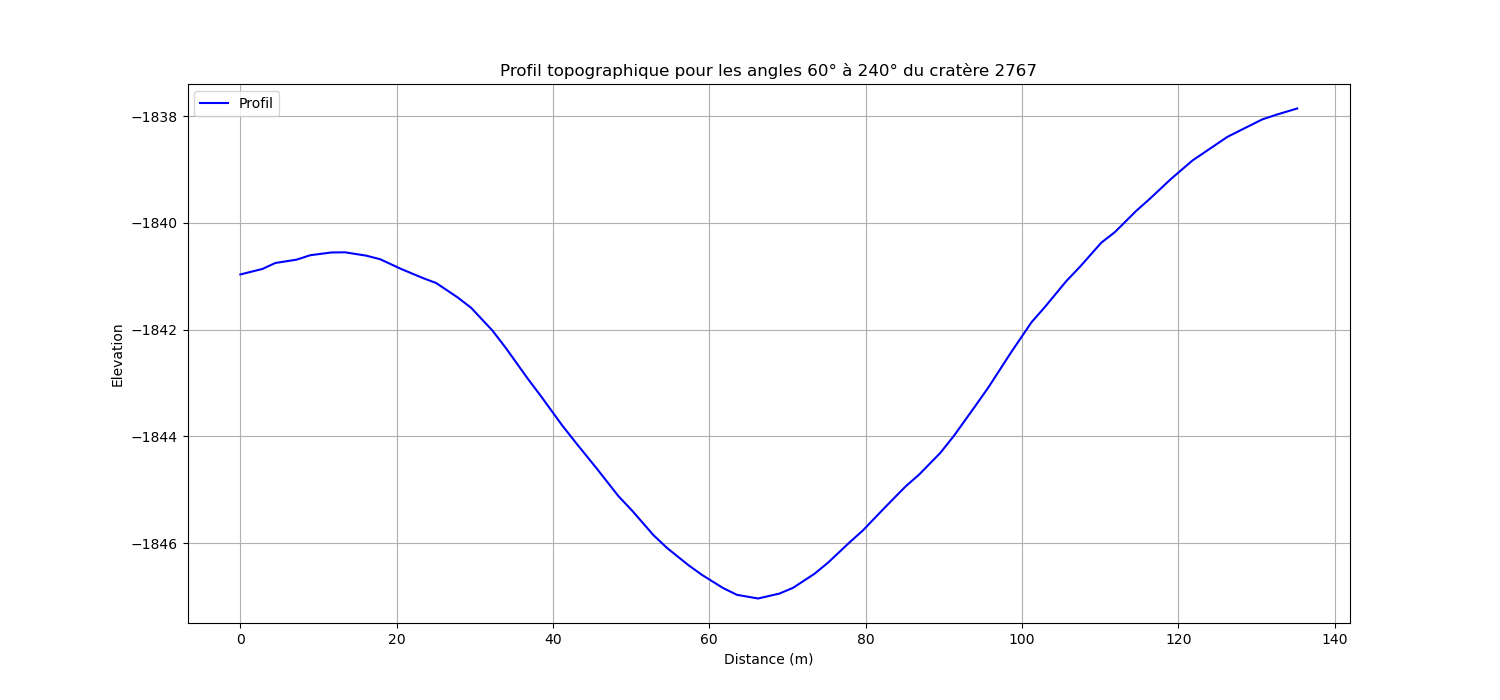 Profil topographique pour les angles 60° à 240° du cratère 2767
Profil
−1838
−1840
−1842
−1844
−1846
Elevation
0 20 40 60 80 100 120 140
Distance (m)